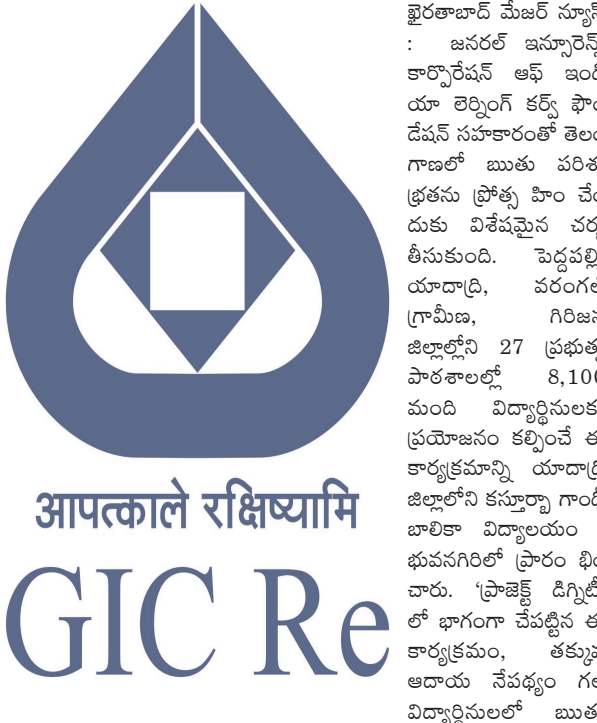 आपत्काले रक्षिष्यामि
GIC Re
ఖైరతాబాద్ మేజర్ న్యూస్
: జనరల్ ఇన్సూరెన్స్
కార్పొరేషన్ ఆఫ్ ఇండి
యా లెర్నింగ్ కర్వ్ ఫౌం
డేషన్ సహకారంతో తెలం
గాణలో ఋతు పరిశు
భ్రతను ప్రోత్స హిం చేం
దుకు విశేషమైన చర్య
తీసుకుంది. పెద్దపల్లి,
యాదాద్రి, వరంగల్
గ్రామీణ, గిరిజన
జిల్లాల్లోని 27 ప్రభుత్వ
పాఠశాలల్లో 8,100
మంది విద్యార్థినులకు
ప్రయోజనం కల్పించే ఈ
కార్యక్రమాన్ని యాదాద్రి
జిల్లాలోని కస్తూర్బా గాంధీ
బాలికా విద్యాలయం
భువనగిరిలో ప్రారం భిం
చారు. ‘ప్రాజెక్ట్ డిగ్నిటీ’
లో భాగంగా చేపట్టిన ఈ
కార్యక్రమం, తక్కువ
ఆదాయ నేపథ్యం గల
విద్యార్థినులలో ఋతు